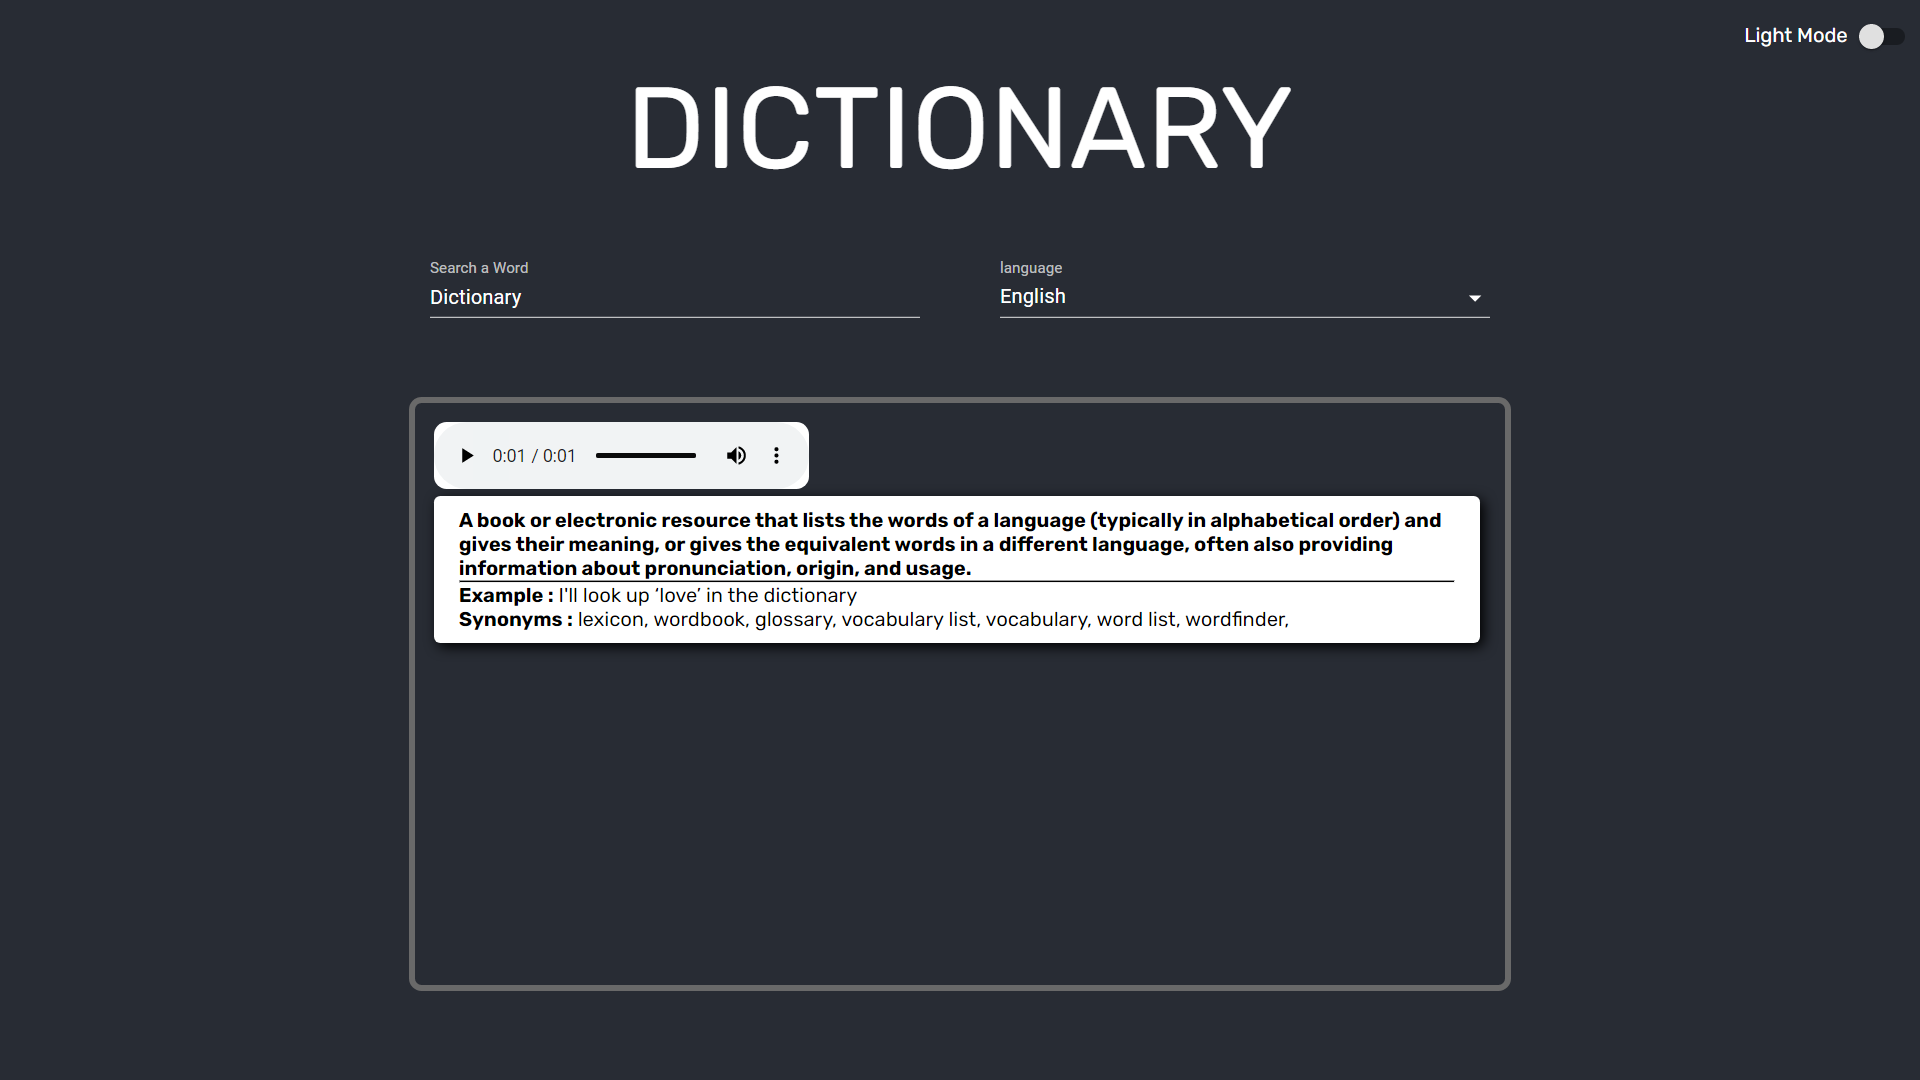 Light Mode
DICTIONARY
Search a Word
Dictionary
language
English
0:01 / 0:01
A book or electronic resource that lists the words of a language (typically in alphabetical order) and
gives their meaning, or gives the equivalent words in a different language, often also providing
information about pronunciation, origin, and usage.
Example : I'll look up ‘love’ in the dictionary
Synonyms : lexicon, wordbook, glossary, vocabulary list, vocabulary, word list, wordfinder,